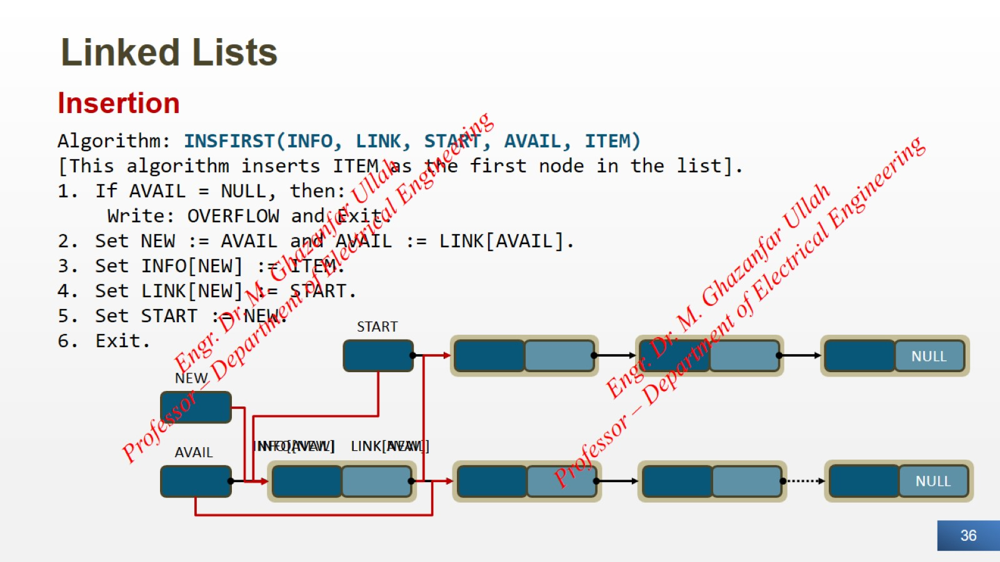 Linked Lists
Insertion
Algorithm: INSFIRST(INFO, LINK, START, AVAIL, ITEM)
[This algorithm inserts ITEM as the first node in the list].
1. If AVAIL = NULL, then:
Write: OVERFLOW and Exit.
2. Set NEW := AVAIL and AVAIL := LINK[AVAIL].
3. Set INFO[NEW] := ITEM.
4. Set LINK[NEW] := START.
5. Set START := NEW.
6. Exit.
START
NULL
NEW
AVAIL
INFO[AVAIL] LINK[AVAIL]
INFO[NEW] LINK[NEW]
NULL
Engr. Dr. M. Ghazanfar Ullah
Professor – Department of Electrical Engineering
Engr. Dr. M. Ghazanfar Ullah
Professor – Department of Electrical Engineering
36